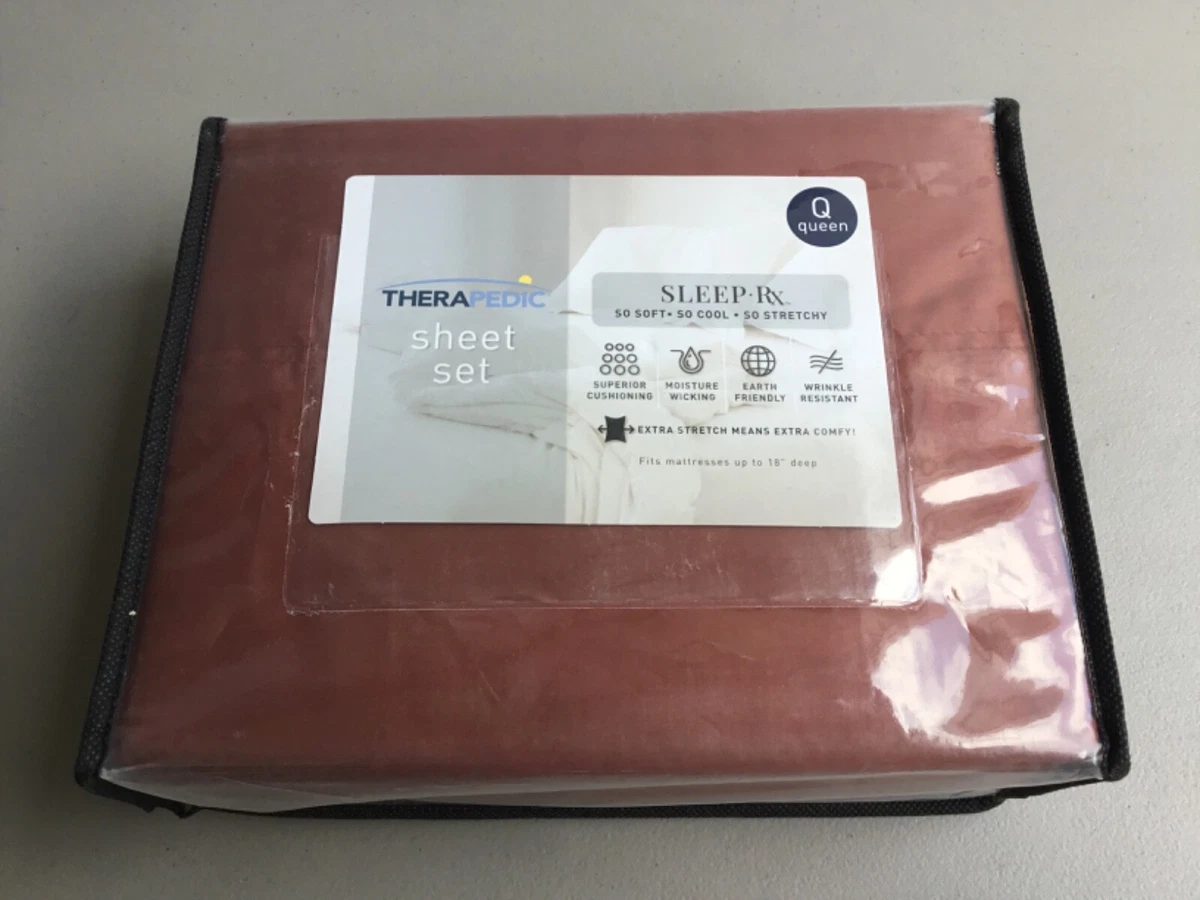 Q
queen
THERAPEDIC
sheet
set
SLEEP·Rx
SO SOFT • SO COOL • SO STRETCHY
SUPERIOR
CUSHIONING
MOISTURE
WICKING
EARTH
FRIENDLY
WRINKLE
RESISTANT
EXTRA STRETCH MEANS EXTRA COMFY!
Fits mattresses up to 18" deep